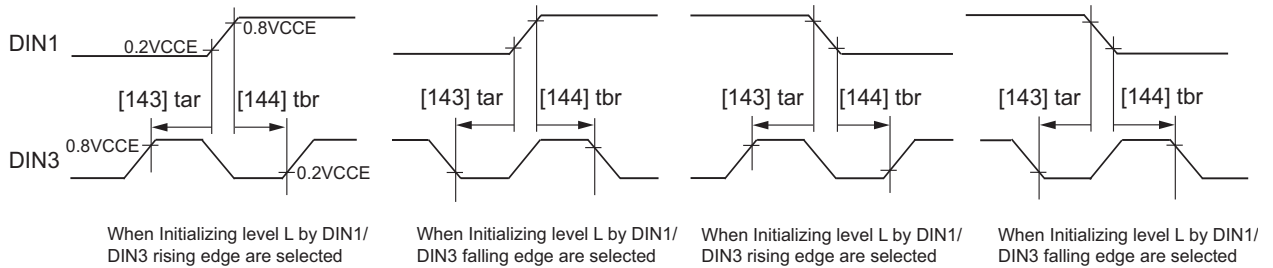 DIN1
0.2VCCE
0.8VCCE
[143] tar
[144] tbr
[143] tar
[144] tbr
[143] tar
[144] tbr
[143] tar
[144] tbr
DIN3
0.8VCCE
0.2VCCE
When Initializing level L by DIN1/
DIN3 rising edge are selected
When Initializing level L by DIN1/
DIN3 falling edge are selected
When Initializing level L by DIN1/
DIN3 rising edge are selected
When Initializing level L by DIN1/
DIN3 falling edge are selected